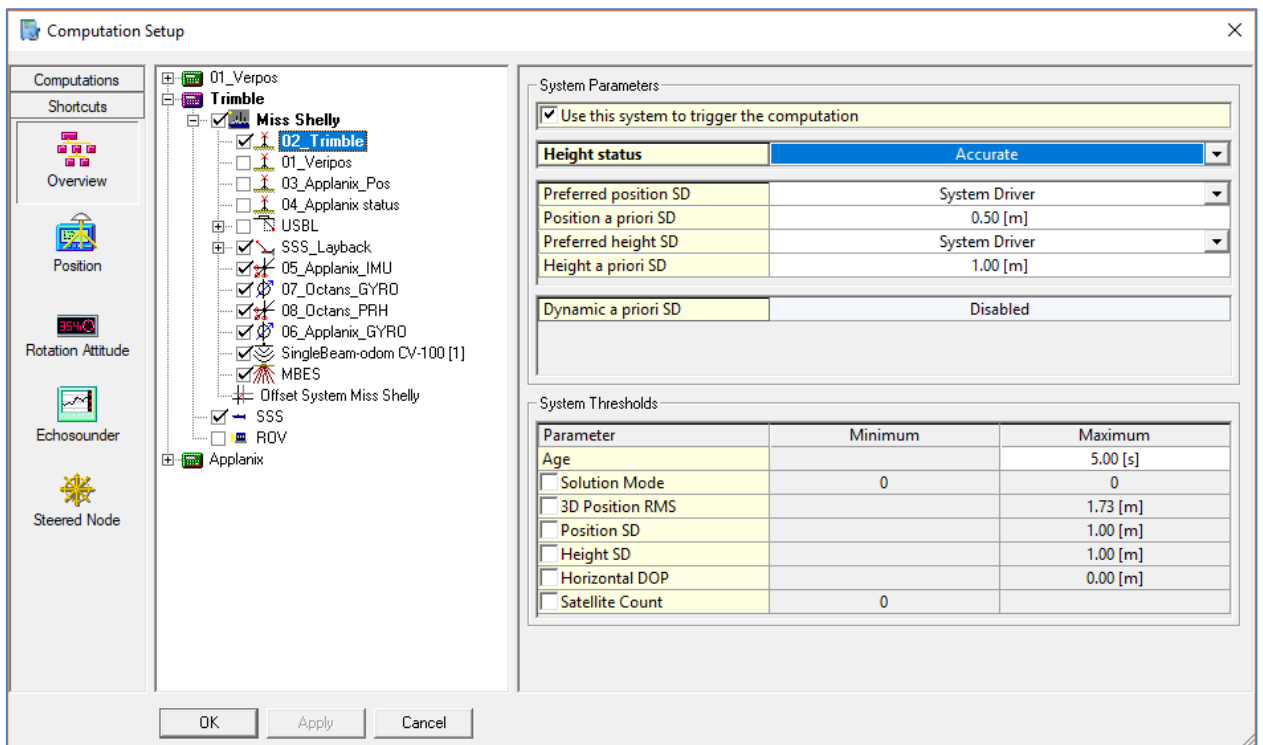 Computation Setup
Computations
Shortcuts
Overview
Position
354
Rotation Attitude
Echosounder
Steered Node
01_Verpos
Trimble
Miss Shelly
02_Trimble
01_Veripos
03_Applanix_Pos
04_Applanix status
USBL
SSS_Layback
05_Applanix_IMU
07_Octans_GYRO
08_Octans_PRH
06_Applanix_GYRO
SingleBeam-odom CV-100 [1]
MBES
Offset System Miss Shelly
SSS
ROV
Applanix
System Parameters
Use this system to trigger the computation
Height status Accurate
Preferred position SD System Driver
Position a priori SD 0.50 [m]
Preferred height SD System Driver
Height a priori SD 1.00 [m]
Dynamic a priori SD Disabled
System Thresholds
Parameter Minimum Maximum
Age 5.00 [s]
Solution Mode 0 0
3D Position RMS 1.73 [m]
Position SD 1.00 [m]
Height SD 1.00 [m]
Horizontal DOP 0.00 [m]
Satellite Count 0
OK Apply Cancel